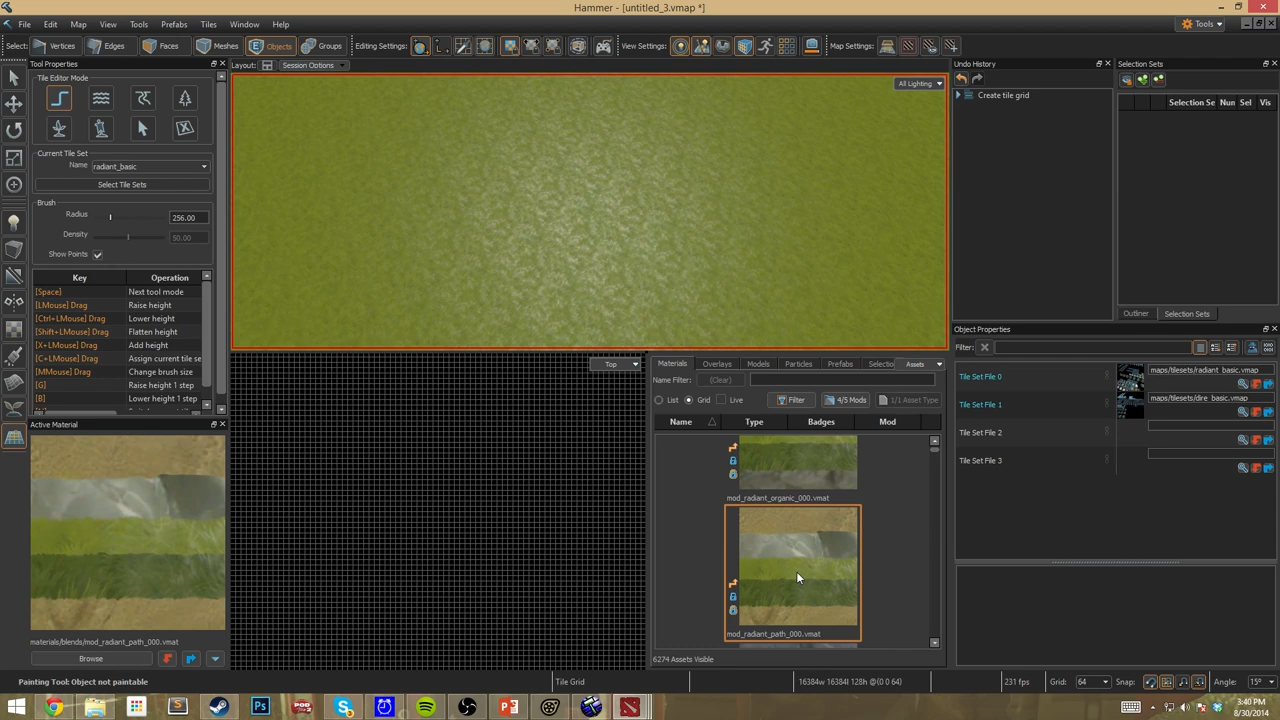 Hammer - [untitled_3.vmap *]
File Edit Map View Tools Prefabs Tiles Window Help
Select: Vertices Edges Faces Meshes Objects Groups Editing Settings: View Settings: Map Settings: Tools
Tool Properties
Layout: Session Options
Undo History
Selection Sets
Tile Editor Mode
All Lighting
Create tile grid
Selection Se Nun Sel Vis
Current Tile Set
Name radiant_basic
Select Tile Sets
Brush
Radius 256.00
Density 50.00
Show Points
Key Operation
[Space] Next tool mode
[LMouse] Drag Raise height
[Ctrl+LMouse] Drag Lower height
[Shift+LMouse] Drag Flatten height
[X+LMouse] Drag Add height
[C+LMouse] Drag Assign current tile se
[MMouse] Drag Change brush size
[G] Raise height 1 step
[B] Lower height 1 step
Outliner Selection Sets
Object Properties
Filter:
Tile Set File 0 maps/tilesets/radiant_basic.vmap
Tile Set File 1 maps/tilesets/dire_basic.vmap
Tile Set File 2
Tile Set File 3
Top
Materials Overlays Models Particles Prefabs Selectio Assets
Name Filter: (Clear)
List Grid Live Filter 4/5 Mods 1/1 Asset Type
Name Type Badges Mod
mod_radiant_organic_000.vmat
mod_radiant_path_000.vmat
6274 Assets Visible
Active Material
materials/blends/mod_radiant_path_000.vmat
Browse
Painting Tool: Object not paintable
Tile Grid
16384w 16384l 128h @(0 0 64)
231 fps
Grid: 64 Snap: Angle: 15°
3:40 PM
8/30/2014